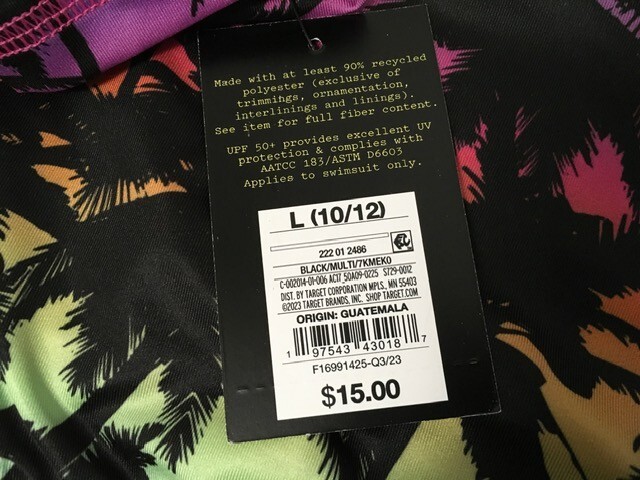 Made with at least 90% recycled
polyester (exclusive of
trimmings, ornamentation,
interlinings and linings).
See item for full fiber content.
UPF 50+ provides excellent UV
protection & complies with
AATCC 183/ASTM D6603
Applies to swimsuit only.
L (10/12)
222 01 2486
BLACK/MULTI/7KMEK0
C-002014-01-006 ACI7 50A09-0225 ST29-0012
DIST. BY TARGET CORPORATION MPLS., MN 55403
©2023 TARGET BRANDS, INC. SHOP TARGET.COM
ORIGIN: GUATEMALA
1 97543 43018 7
F16991425-Q3/23
$15.00